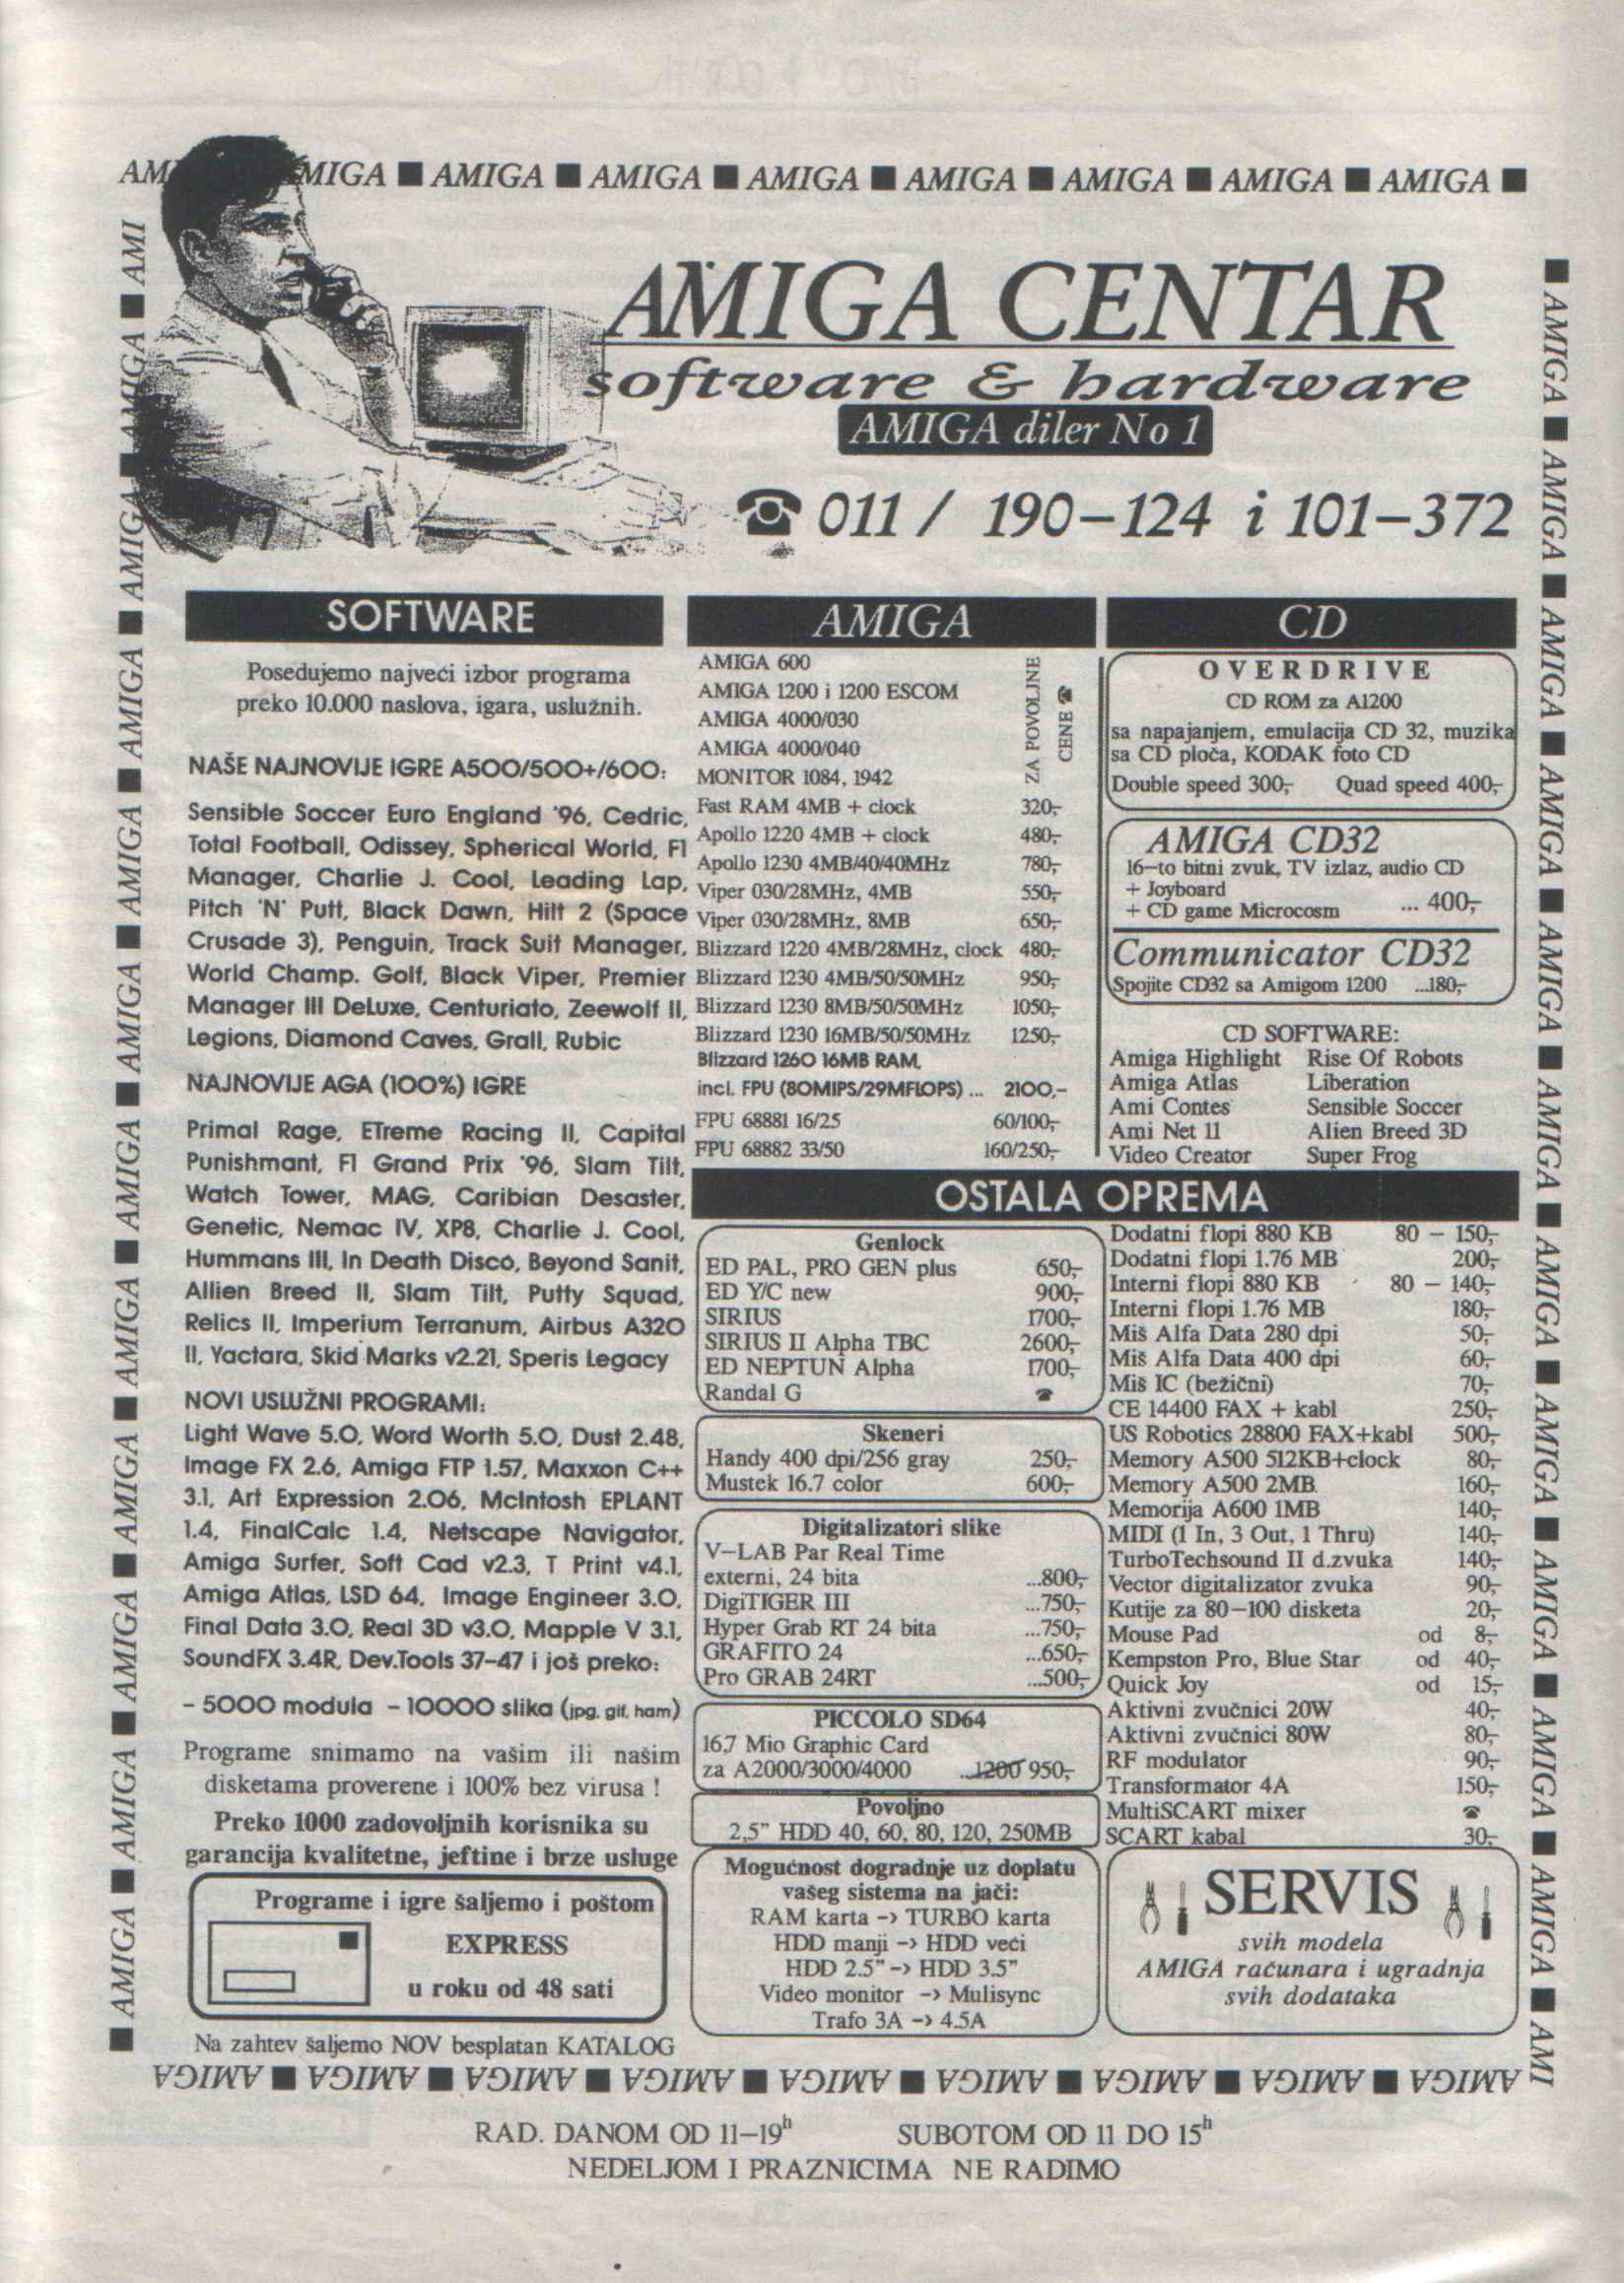 AMIGA ■ AMIGA ■ AMIGA ■ AMIGA ■ AMIGA ■ AMIGA ■ AMIGA ■ AMIGA ■
AMIGA CENTAR
software & hardware
AMIGA diler No 1
☎ 011 / 190-124 i 101-372
SOFTWARE
Posedujemo najveći izbor programa
preko 10.000 naslova, igara, uslužnih.
NAŠE NAJNOVIJE IGRE A500/500+/600:
Sensible Soccer Euro England '96, Cedric,
Total Football, Odissey, Spherical World, F1
Manager, Charlie J. Cool, Leading Lap,
Pitch 'N' Putt, Black Dawn, Hilt 2 (Space
Crusade 3), Penguin, Track Suit Manager,
World Champ. Golf, Black Viper, Premier
Manager III DeLuxe, Centuriato, Zeewolf II,
Legions, Diamond Caves, Grall, Rubic
NAJNOVIJE AGA (100%) IGRE
Primal Rage, ETreme Racing II, Capital
Punishmant, F1 Grand Prix '96, Slam Tilt,
Watch Tower, MAG, Caribian Desaster,
Genetic, Nemac IV, XP8, Charlie J. Cool,
Hummans III, In Death Disco, Beyond Sanit,
Allien Breed II, Slam Tilt, Putty Squad,
Relics II, Imperium Terranum, Airbus A320
II, Yactara, Skid Marks v2.21, Speris Legacy
NOVI USLUŽNI PROGRAMI:
Light Wave 5.0, Word Worth 5.0, Dust 2.48,
Image FX 2.6, Amiga FTP 1.57, Maxxon C++
3.1, Art Expression 2.06, McIntosh EPLANT
1.4, FinalCalc 1.4, Netscape Navigator,
Amiga Surfer, Soft Cad v2.3, T Print v4.1,
Amiga Atlas, LSD 64, Image Engineer 3.0,
Final Data 3.0, Real 3D v3.0, Mapple V 3.1,
SoundFX 3.4R, Dev.Tools 37-47 i još preko:
- 5000 modula - 10000 slika (jpg, gif, ham)
Programe snimamo na vašim ili našim
disketama proverene i 100% bez virusa !
Preko 1000 zadovoljnih korisnika su
garancija kvalitetne, jeftine i brze usluge
Programe i igre šaljemo i poštom
EXPRESS
u roku od 48 sati
Na zahtev šaljemo NOV besplatan KATALOG
AMIGA
AMIGA 600
AMIGA 1200 i 1200 ESCOM
AMIGA 4000/030
AMIGA 4000/040
MONITOR 1084, 1942
ZA POVOLJNE
CENE ☎
Fast RAM 4MB + clock 320,-
Apollo 1220 4MB + clock 480,-
Apollo 1230 4MB/40/40MHz 780,-
Viper 030/28MHz, 4MB 550,-
Viper 030/28MHz, 8MB 650,-
Blizzard 1220 4MB/28MHz, clock 480,-
Blizzard 1230 4MB/50/50MHz 950,-
Blizzard 1230 8MB/50/50MHz 1050,-
Blizzard 1230 16MB/50/50MHz 1250,-
Blizzard 1260 16MB RAM,
incl. FPU (80MIPS/29MFLOPS) ... 2100,-
FPU 68881 16/25 60/100,-
FPU 68882 33/50 160/250,-
CD
OVERDRIVE
CD ROM za A1200
sa napajanjem, emulacija CD 32, muzika
sa CD ploča, KODAK foto CD
Double speed 300,- Quad speed 400,-
AMIGA CD32
16-to bitni zvuk, TV izlaz, audio CD
+ Joyboard
+ CD game Microcosm ... 400,-
Communicator CD32
Spojite CD32 sa Amigom 1200 ...180,-
CD SOFTWARE:
Amiga Highlight Rise Of Robots
Amiga Atlas Liberation
Ami Contes Sensible Soccer
Ami Net 11 Alien Breed 3D
Video Creator Super Frog
OSTALA OPREMA
Genlock
ED PAL, PRO GEN plus 650,-
ED Y/C new 900,-
SIRIUS 1700,-
SIRIUS II Alpha TBC 2600,-
ED NEPTUN Alpha 1700,-
Randal G ☎
Skeneri
Handy 400 dpi/256 gray 250,-
Mustek 16.7 color 600,-
Digitalizatori slike
V-LAB Par Real Time
externi, 24 bita ...800,-
DigiTIGER III ...750,-
Hyper Grab RT 24 bita ...750,-
GRAFITO 24 ...650,-
Pro GRAB 24RT ...500,-
PICCOLO SD64
16,7 Mio Graphic Card
za A2000/3000/4000 ...1200 950,-
Povoljno
2,5" HDD 40, 60, 80, 120, 250MB
Mogućnost dogradnje uz doplatu
vašeg sistema na jači:
RAM karta -> TURBO karta
HDD manji -> HDD veći
HDD 2.5" -> HDD 3.5"
Video monitor -> Mulisync
Trafo 3A -> 4.5A
Dodatni flopi 880 KB 80 - 150,-
Dodatni flopi 1.76 MB 200,-
Interni flopi 880 KB 80 - 140,-
Interni flopi 1.76 MB 180,-
Miš Alfa Data 280 dpi 50,-
Miš Alfa Data 400 dpi 60,-
Miš IC (bežični) 70,-
CE 14400 FAX + kabl 250,-
US Robotics 28800 FAX+kabl 500,-
Memory A500 512KB+clock 80,-
Memory A500 2MB 160,-
Memorija A600 1MB 140,-
MIDI (1 In, 3 Out, 1 Thru) 140,-
TurboTechsound II d.zvuka 140,-
Vector digitalizator zvuka 90,-
Kutije za 80-100 disketa 20,-
Mouse Pad od 8,-
Kempston Pro, Blue Star od 40,-
Quick Joy od 15,-
Aktivni zvučnici 20W 40,-
Aktivni zvučnici 80W 80,-
RF modulator 90,-
Transformator 4A 150,-
MultiSCART mixer ☎
SCART kabal 30,-
SERVIS
svih modela
AMIGA računara i ugradnja
svih dodataka
■ AMIGA ■ AMIGA ■ AMIGA ■ AMIGA ■ AMIGA ■ AMIGA ■ AMIGA ■ AMIGA ■ AMIGA ■ AMIGA ■ AMIGA ■ AMI
AMIGA ■ AMIGA ■ AMIGA ■ AMIGA ■ AMIGA ■ AMIGA ■ AMIGA ■ AMIGA ■ AMIGA
■ AMIGA ■ AMIGA ■ AMIGA ■ AMIGA ■ AMIGA ■ AMIGA ■ AMIGA ■ AMIGA ■ AMIGA ■ AMIGA ■ AMIGA ■ AMI
RAD. DANOM OD 11-19h SUBOTOM OD 11 DO 15h
NEDELJOM I PRAZNICIMA NE RADIMO